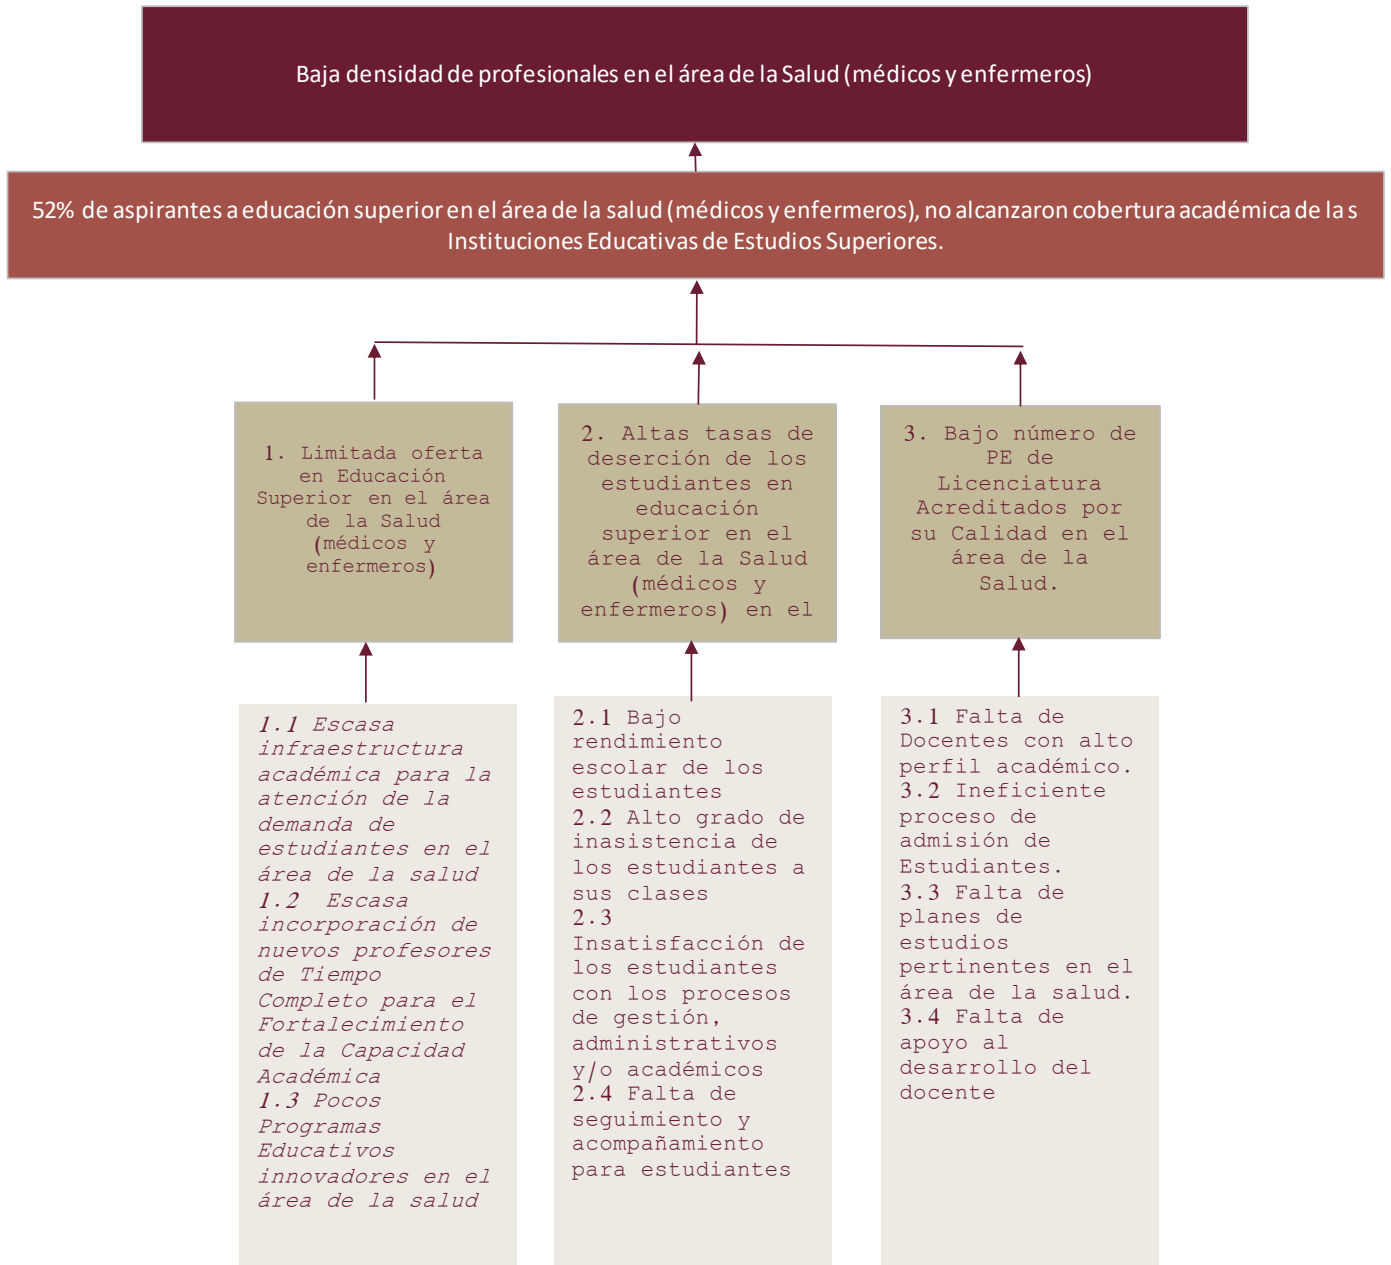 Baja densidad de profesionales en el área de la Salud (médicos y enfermeros)
52% de aspirantes a educación superior en el área de la salud (médicos y enfermeros), no alcanzaron cobertura académica de la s
Instituciones Educativas de Estudios Superiores.
1. Limitada oferta
en Educación
Superior en el área
de la Salud
(médicos y
enfermeros)
2. Altas tasas de
deserción de los
estudiantes en
educación
superior en el
área de la Salud
(médicos y
enfermeros) en el
3. Bajo número de
PE de
Licenciatura
Acreditados por
su Calidad en el
área de la
Salud.
1.1 Escasa
infraestructura
académica para la
atención de la
demanda de
estudiantes en el
área de la salud
1.2 Escasa
incorporación de
nuevos profesores
de Tiempo
Completo para el
Fortalecimiento
de la Capacidad
Académica
1.3 Pocos
Programas
Educativos
innovadores en el
área de la salud
2.1 Bajo
rendimiento
escolar de los
estudiantes
2.2 Alto grado de
inasistencia de
los estudiantes a
sus clases
2.3
Insatisfacción de
los estudiantes
con los procesos
de gestión,
administrativos
y/o académicos
2.4 Falta de
seguimiento y
acompañamiento
para estudiantes
3.1 Falta de
Docentes con alto
perfil académico.
3.2 Ineficiente
proceso de
admisión de
Estudiantes.
3.3 Falta de
planes de
estudios
pertinentes en el
área de la salud.
3.4 Falta de
apoyo al
desarrollo del
docente